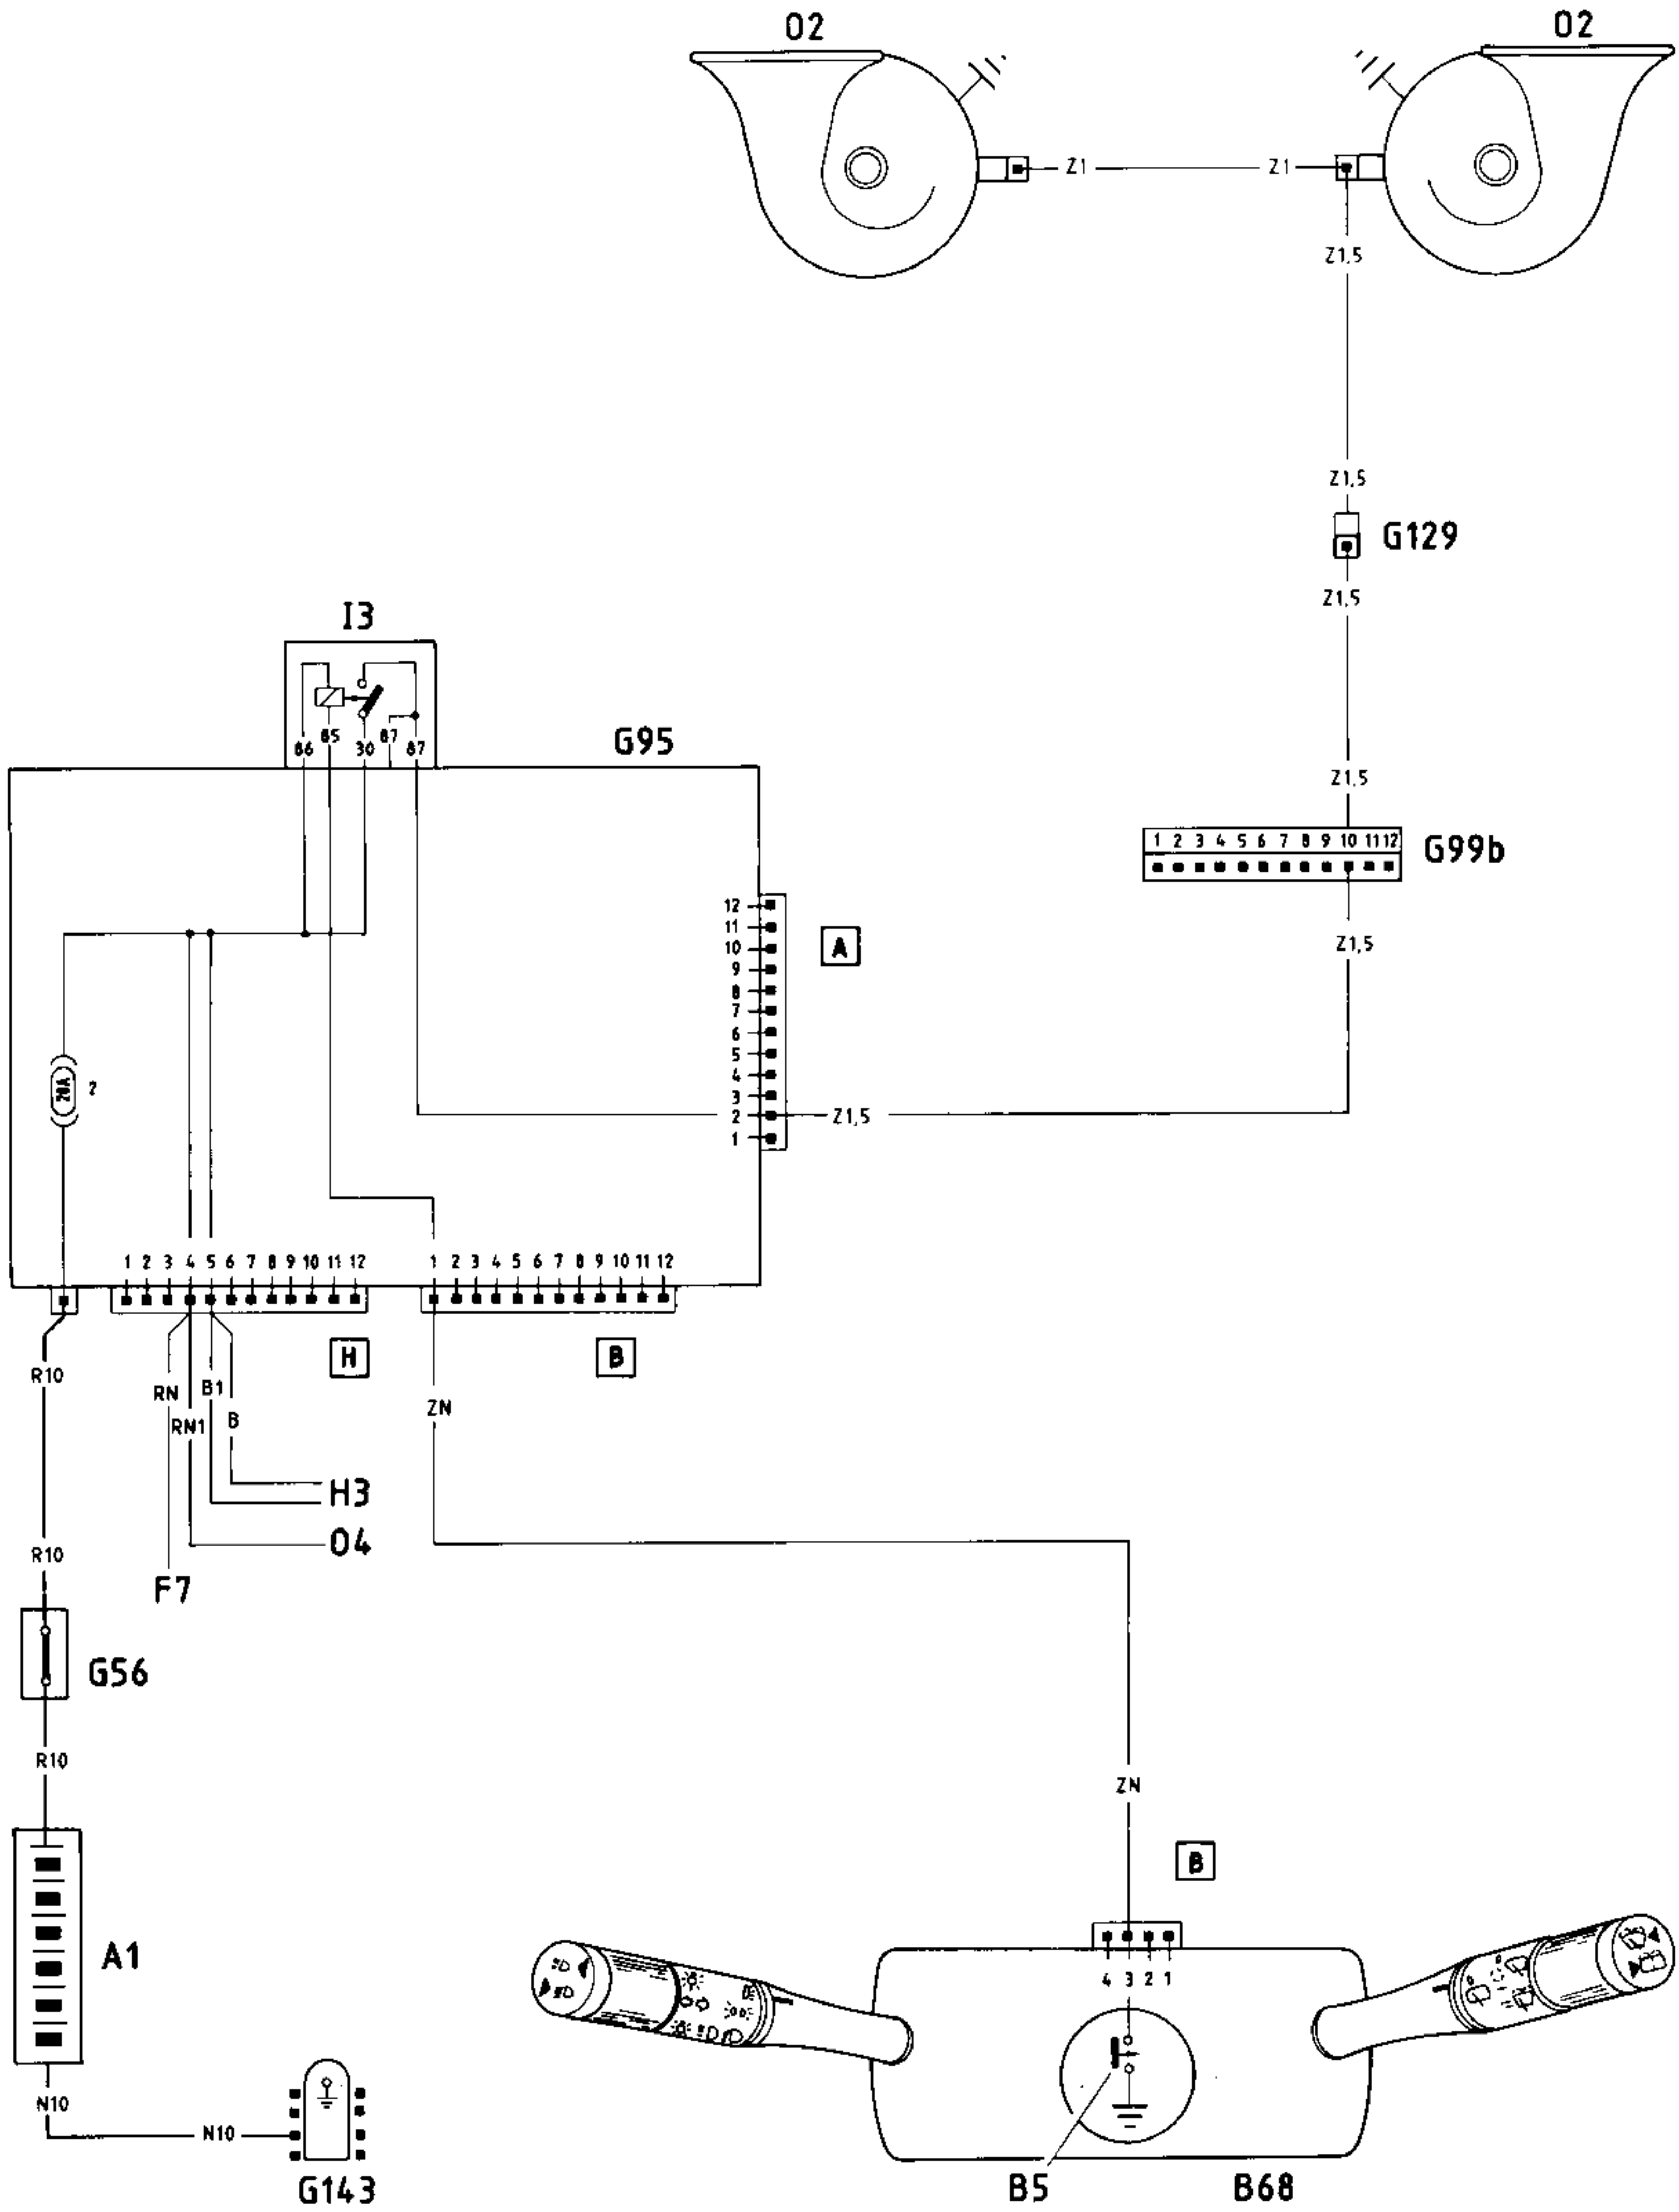 O2 O2
Z1 Z1
Z1,5
Z1,5
G129
Z1,5
I3
86 85 30 87 87
G95
Z1,5
1 2 3 4 5 6 7 8 9 10 11 12
G99b
12
11
10
9
8
7
6
5
4
3
2
1
A
Z1,5
20A 2
Z1,5
1 2 3 4 5 6 7 8 9 10 11 12
1 2 3 4 5 6 7 8 9 10 11 12
H B
R10
RN B1
RN1 B
ZN
H3
O4
R10
F7
G56
R10
ZN
B
A1
4 3 2 1
N10
N10
G143
B5 B68